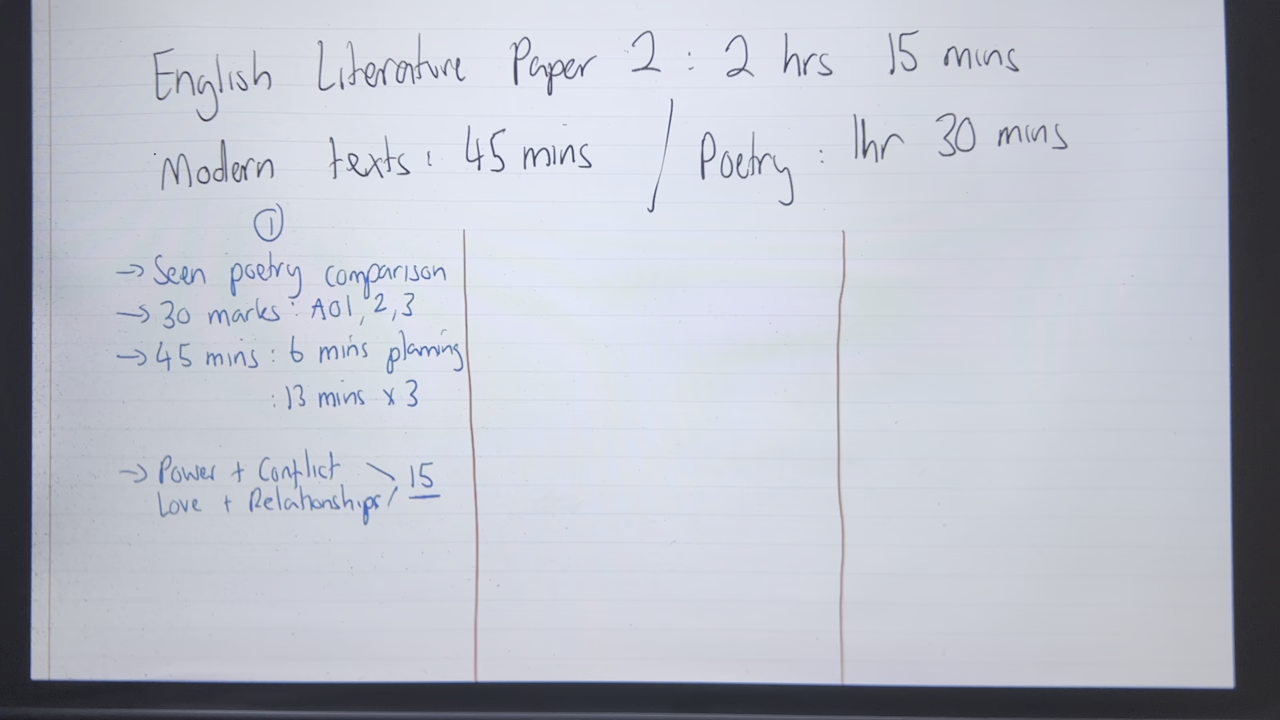 English Literature Paper 2 : 2 hrs 15 mins
Modern texts : 45 mins / Poetry : 1hr 30 mins
①
→ Seen poetry comparison
→ 30 marks : AO1, 2, 3
→ 45 mins : 6 mins planning
: 13 mins x 3
→ Power + Conflict \ 15
Love + Relationships /